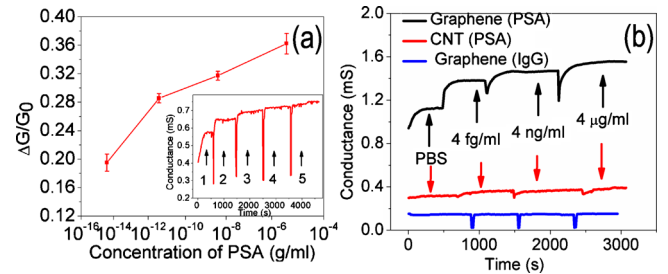 (a)
0.40
0.36
0.32
0.28
0.24
0.20
0.16
0.12
ΔG/G₀
10⁻¹⁶ 10⁻¹⁴ 10⁻¹² 10⁻¹⁰ 10⁻⁸ 10⁻⁶ 10⁻⁴
Concentration of PSA (g/ml)
0.7
0.6
0.5
0.4
0.3
Conductance (mS)
1 2 3 4 5
0 1000 2000 3000 4000
Time (s)
(b)
Graphene (PSA)
CNT (PSA)
Graphene (IgG)
2.0
1.6
1.2
0.8
0.4
0.0
Conductance (mS)
PBS
4 fg/ml
4 ng/ml
4 μg/ml
0 1000 2000 3000
Time (s)